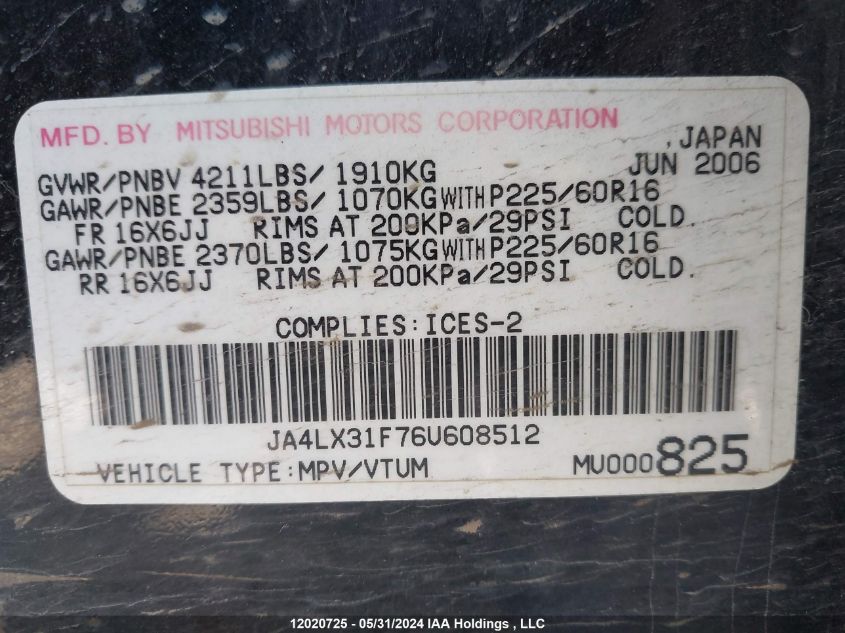 MFD. BY MITSUBISHI MOTORS CORPORATION
, JAPAN
GVWR/PNBV 4211LBS/ 1910KG JUN 2006
GAWR/PNBE 2359LBS/ 1070KG WITH P225/60R16
FR 16X6JJ RIMS AT 200KPa/29PSI COLD.
GAWR/PNBE 2370LBS/ 1075KG WITH P225/60R16
RR 16X6JJ RIMS AT 200KPa/29PSI COLD.
COMPLIES:ICES-2
JA4LX31F76U608512
VEHICLE TYPE:MPV/VTUM MU000825
12020725 - 05/31/2024 IAA Holdings , LLC